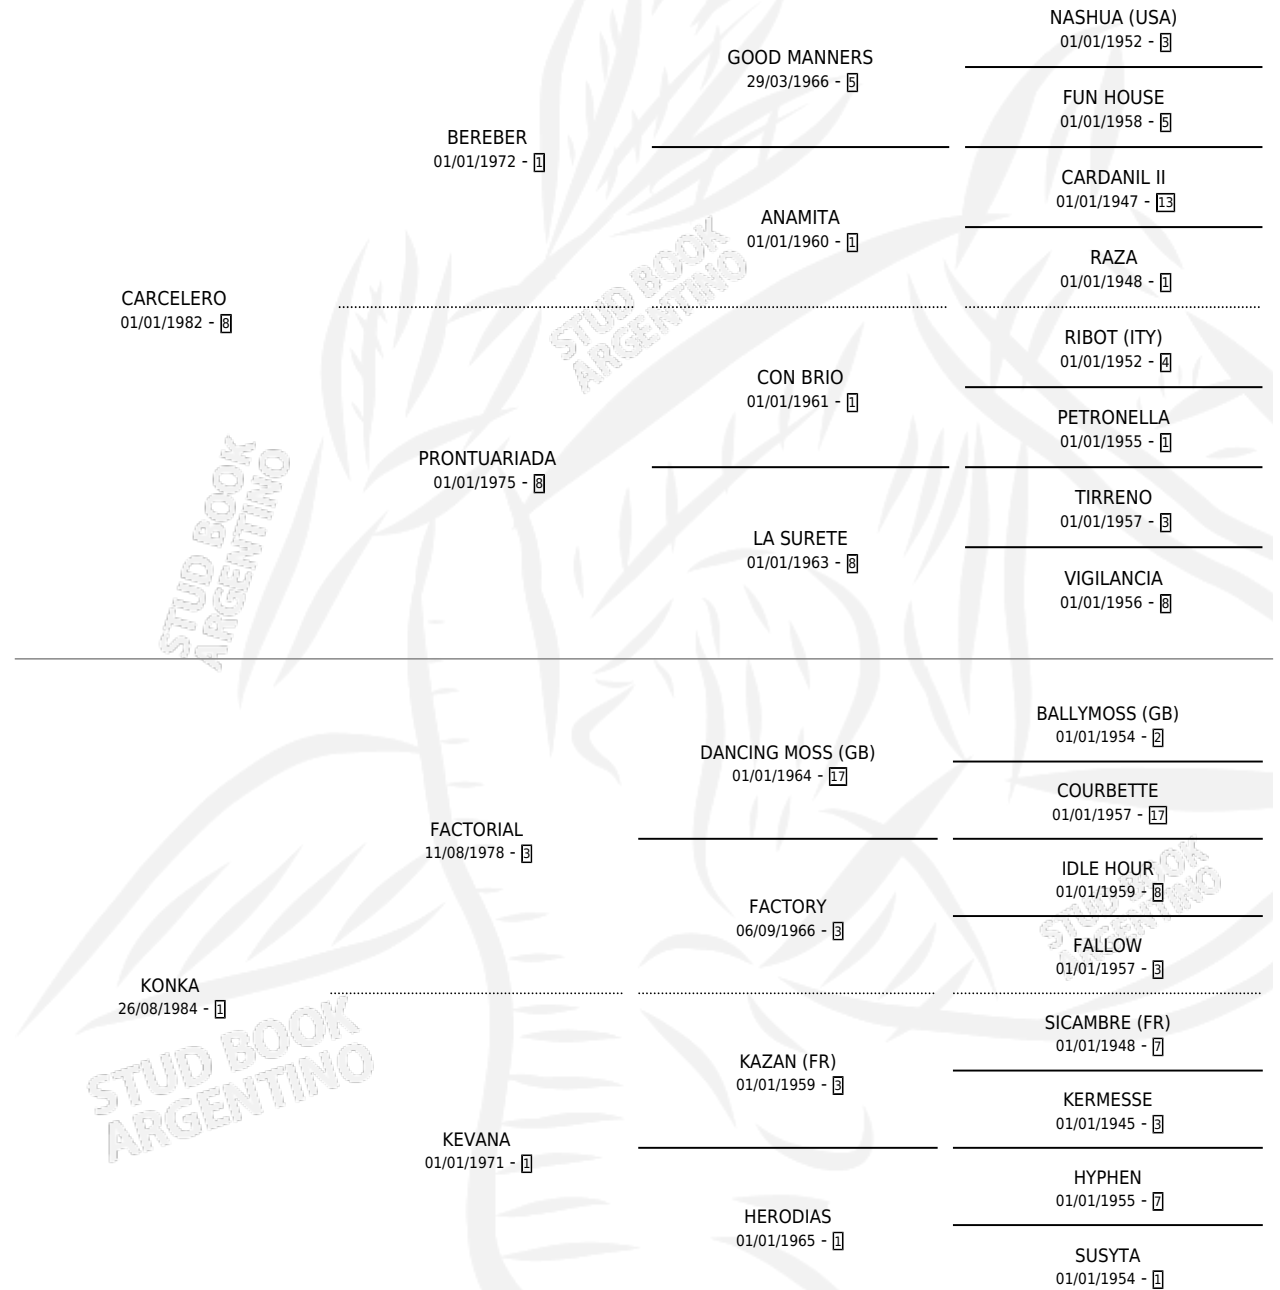 NASHUA (USA)
01/01/1952 - 3
GOOD MANNERS
29/03/1966 - 5
FUN HOUSE
01/01/1958 - 5
BEREBER
01/01/1972 - 1
CARDANIL II
01/01/1947 - 13
ANAMITA
01/01/1960 - 1
RAZA
01/01/1948 - 1
CARCELERO
01/01/1982 - 8
RIBOT (ITY)
01/01/1952 - 4
CON BRIO
01/01/1961 - 1
PETRONELLA
01/01/1955 - 1
PRONTUARIADA
01/01/1975 - 8
TIRRENO
01/01/1957 - 3
LA SURETE
01/01/1963 - 8
VIGILANCIA
01/01/1956 - 8
BALLYMOSS (GB)
01/01/1954 - 2
DANCING MOSS (GB)
01/01/1964 - 17
COURBETTE
01/01/1957 - 17
FACTORIAL
11/08/1978 - 3
IDLE HOUR
01/01/1959 - 8
FACTORY
06/09/1966 - 3
FALLOW
01/01/1957 - 3
KONKA
26/08/1984 - 1
SICAMBRE (FR)
01/01/1948 - 7
KAZAN (FR)
01/01/1959 - 3
KERMESSE
01/01/1945 - 3
KEVANA
01/01/1971 - 1
HYPHEN
01/01/1955 - 7
HERODIAS
01/01/1965 - 1
SUSYTA
01/01/1954 - 1
STUD BOOK
ARGENTINO
STUD BOOK
ARGENTINO
STUD BOOK
ARGENTINO
STUD BOOK
ARGENTINO